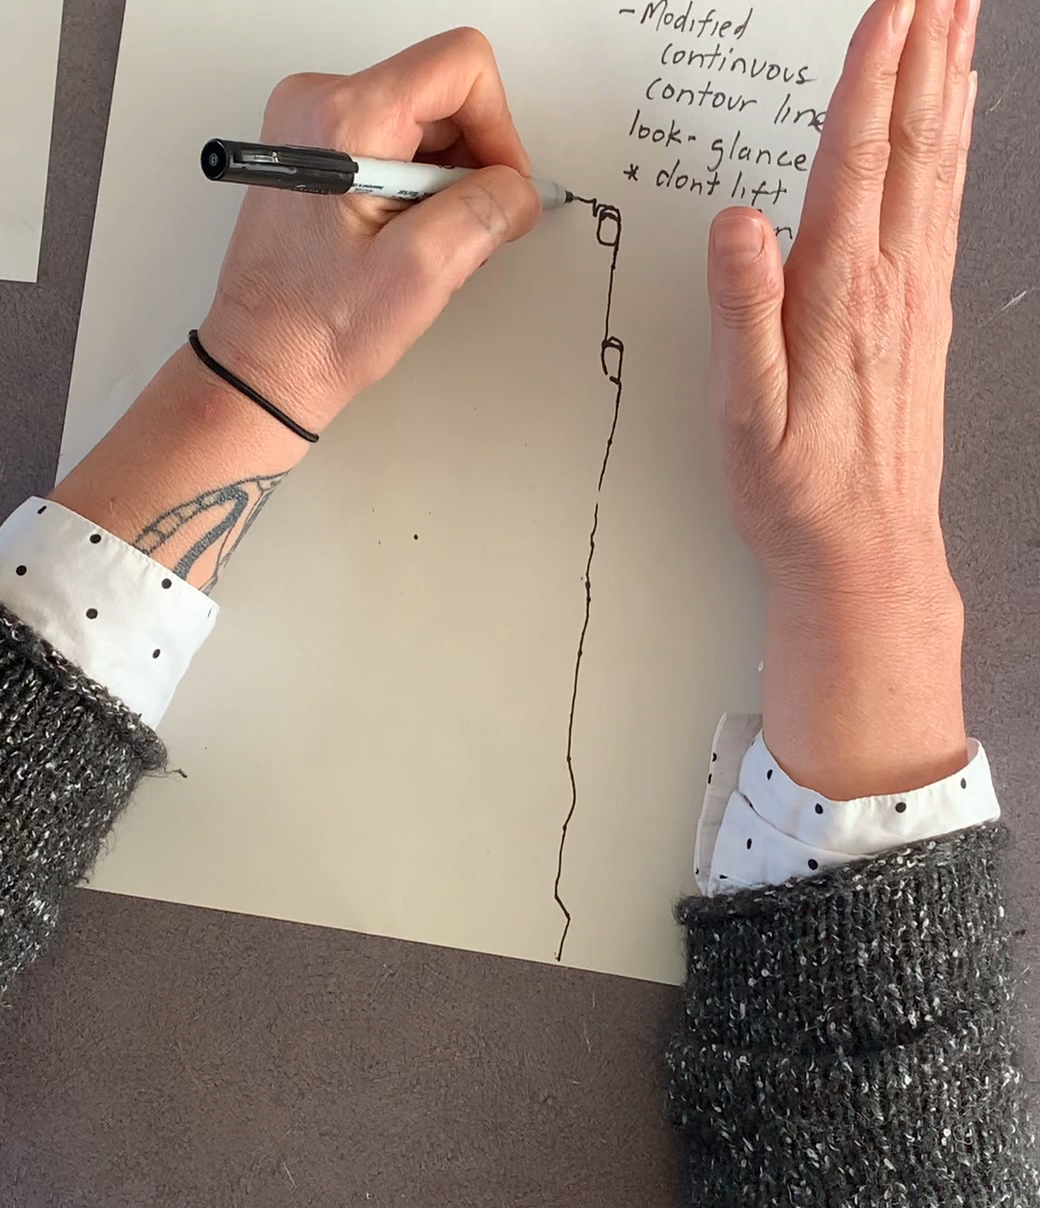 - Modified
continuous
contour line
look - glance
* dont lift